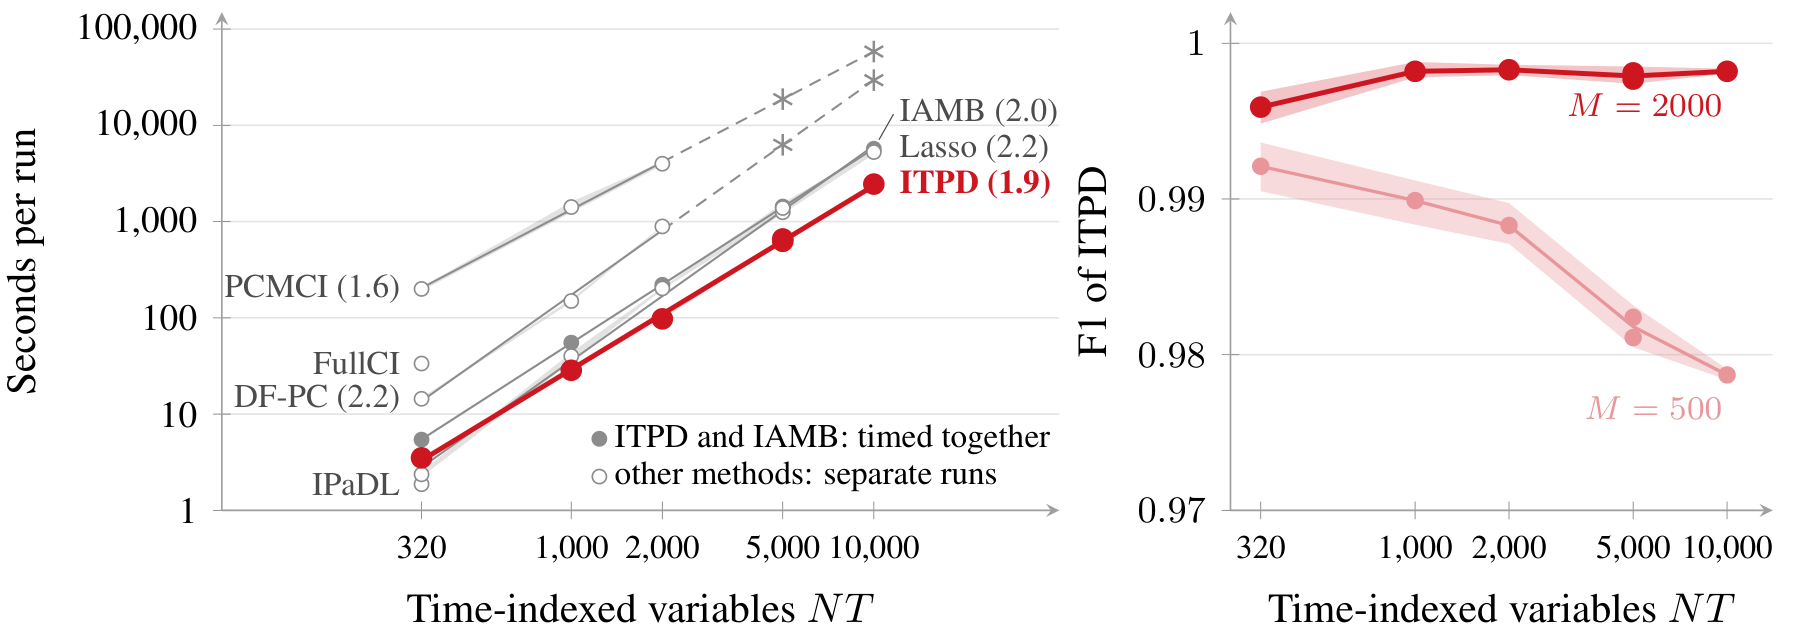 Seconds per run
100,000
10,000
1,000
100
10
1
PCMCI (1.6)
FullCI
DF-PC (2.2)
IPaDL
IAMB (2.0)
Lasso (2.2)
ITPD (1.9)
ITPD and IAMB: timed together
other methods: separate runs
320 1,000 2,000 5,000 10,000
Time-indexed variables NT
F1 of ITPD
1
0.99
0.98
0.97
M = 2000
M = 500
320 1,000 2,000 5,000 10,000
Time-indexed variables NT